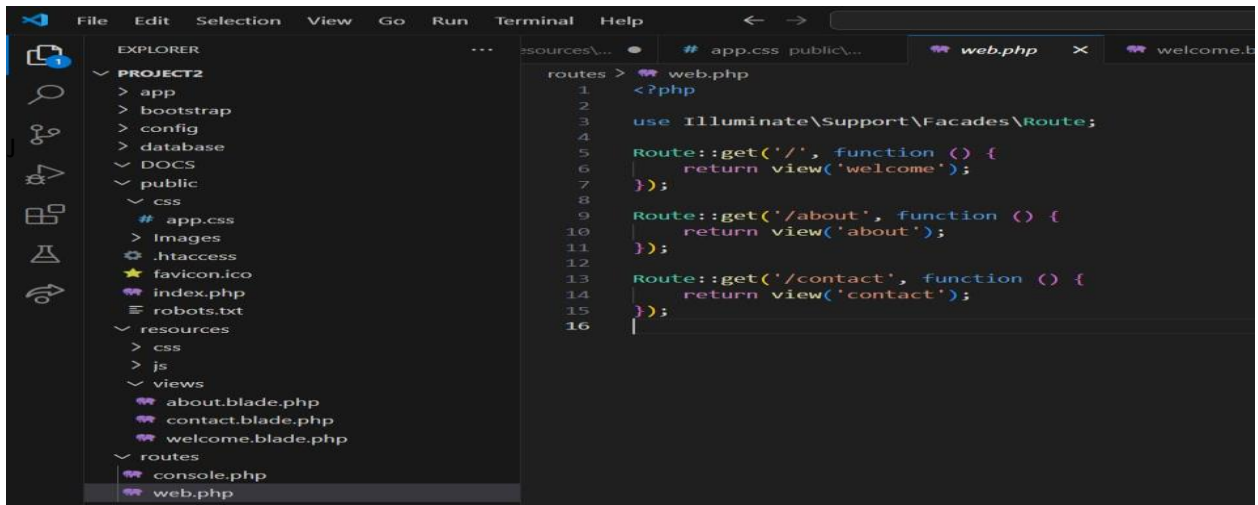 File Edit Selection View Go Run Terminal Help
EXPLORER
PROJECT2
> app
> bootstrap
> config
> database
DOCS
public
css
# app.css
> Images
.htaccess
favicon.ico
index.php
robots.txt
resources
> css
> js
views
about.blade.php
contact.blade.php
welcome.blade.php
routes
console.php
web.php
1
esources\... ● # app.css public\... web.php × welcome.b
routes > web.php
1 <?php
2
3 use Illuminate\Support\Facades\Route;
4
5 Route::get('/', function () {
6 return view('welcome');
7 });
8
9 Route::get('/about', function () {
10 return view('about');
11 });
12
13 Route::get('/contact', function () {
14 return view('contact');
15 });
16